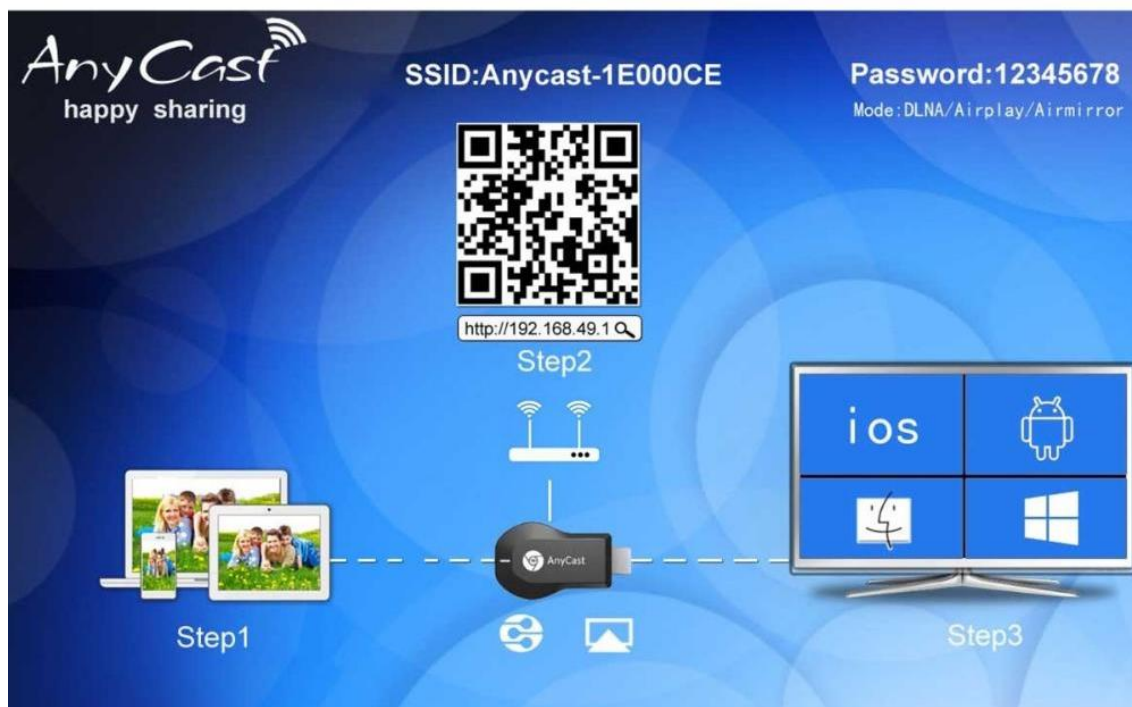 AnyCast
happy sharing
SSID:Anycast-1E000CE
Password:12345678
Mode:DLNA/Airplay/Airmirror
http://192.168.49.1
Step2
ios
AnyCast
Step1
Step3